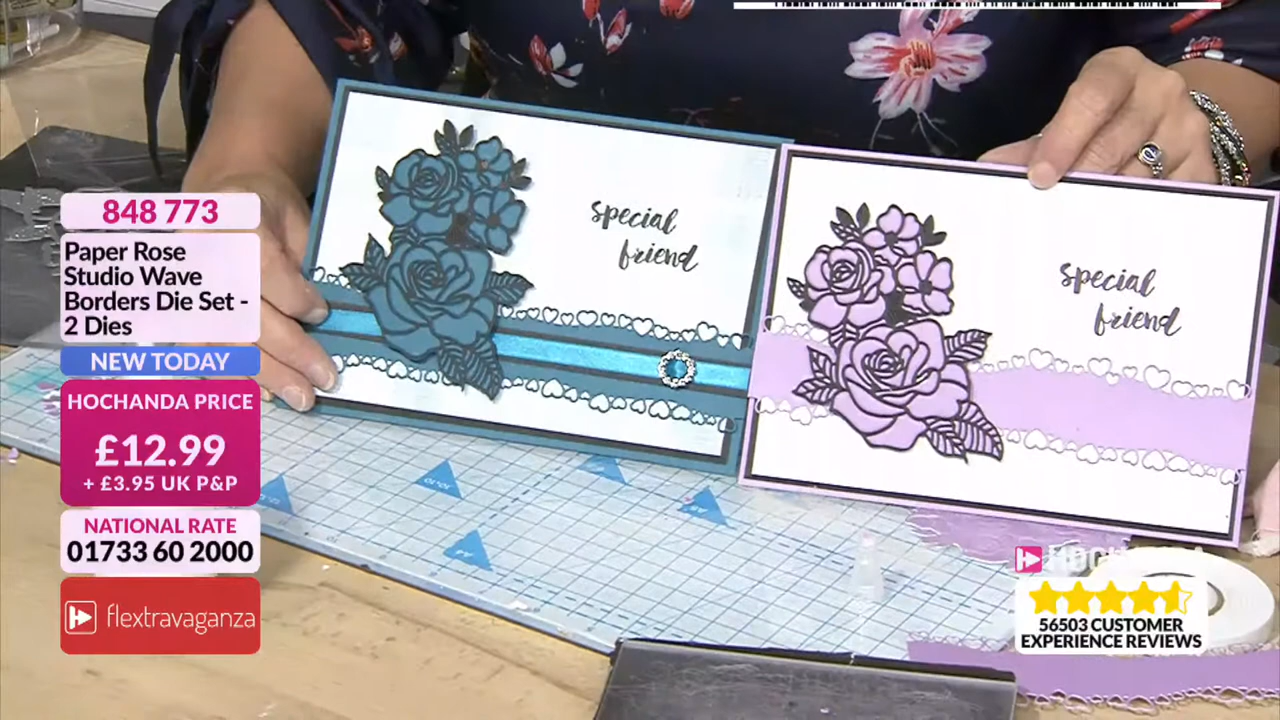 848 773
Paper Rose
Studio Wave
Borders Die Set -
2 Dies
NEW TODAY
HOCHANDA PRICE
£12.99
+ £3.95 UK P&P
NATIONAL RATE
01733 60 2000
flextravaganza
special
friend
special
friend
56503 CUSTOMER
EXPERIENCE REVIEWS